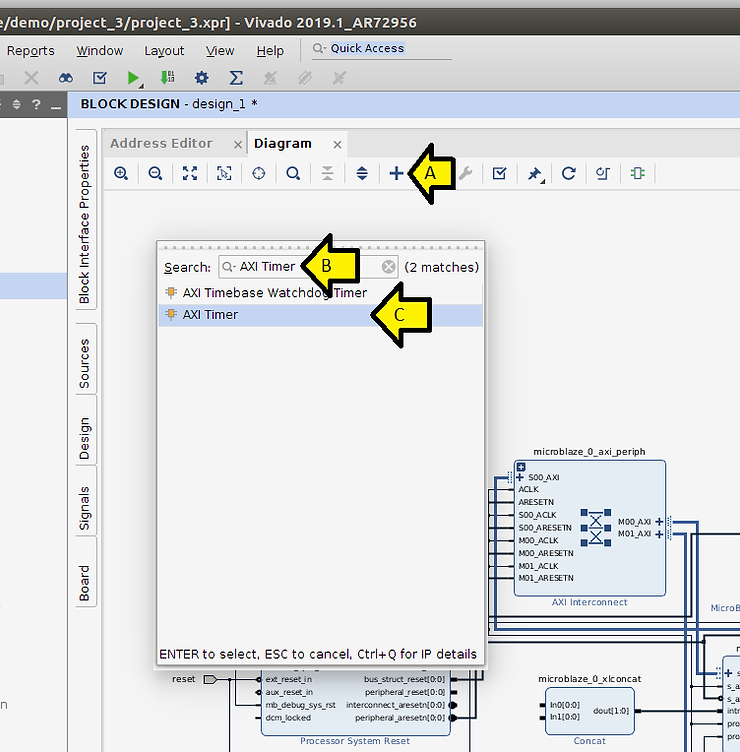 e/demo/project_3/project_3.xpr] - Vivado 2019.1_AR72956
Reports Window Layout View Help Quick Access
BLOCK DESIGN - design_1 *
Address Editor Diagram
A
Block Interface Properties
Sources
Design
Signals
Board
Search: AXI Timer (2 matches)
B
AXI Timebase Watchdog Timer
AXI Timer
C
ENTER to select, ESC to cancel, Ctrl+Q for IP details
microblaze_0_axi_periph
S00_AXI
ACLK
ARESETN
S00_ACLK
S00_ARESETN
M00_ACLK
M00_ARESETN
M01_ACLK
M01_ARESETN
M00_AXI
M01_AXI
AXI Interconnect
MicroB
reset
ext_reset_in
aux_reset_in
mb_debug_sys_rst
dcm_locked
bus_struct_reset[0:0]
peripheral_reset[0:0]
interconnect_aresetn[0:0]
peripheral_aresetn[0:0]
Processor System Reset
microblaze_0_xlconcat
In0[0:0]
In1[0:0]
dout[1:0]
Concat
s_a
s_a
intr
pro
pro